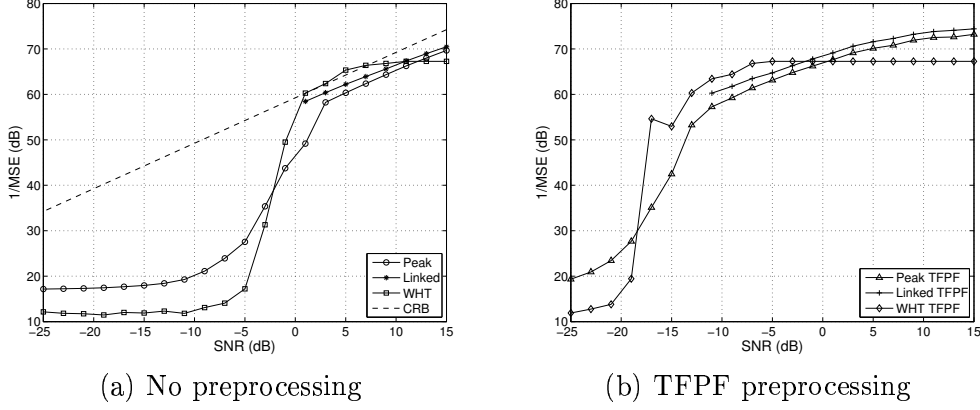 80
70
60
50
40
30
20
10
1/MSE (dB)
−25 −20 −15 −10 −5 0 5 10 15
SNR (dB)
Peak
Linked
WHT
CRB
(a) No preprocessing
80
70
60
50
40
30
20
10
1/MSE (dB)
−25 −20 −15 −10 −5 0 5 10 15
SNR (dB)
Peak TFPF
Linked TFPF
WHT TFPF
(b) TFPF preprocessing